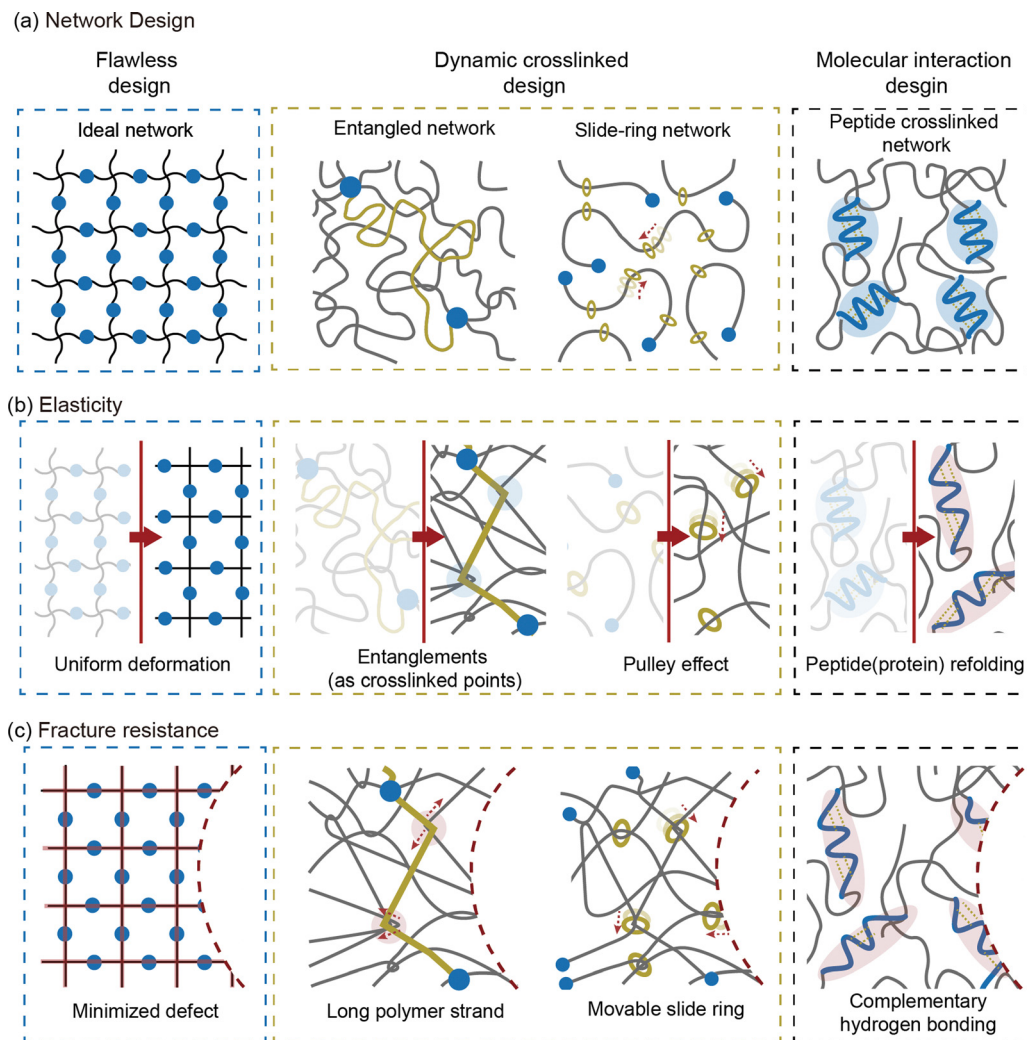 (a) Network Design
Flawless
design
Dynamic crosslinked
design
Molecular interaction
desgin
Ideal network
Entangled network
Slide-ring network
Peptide crosslinked
network
(b) Elasticity
Uniform deformation
Entanglements
(as crosslinked points)
Pulley effect
Peptide(protein) refolding
(c) Fracture resistance
Minimized defect
Long polymer strand
Movable slide ring
Complementary
hydrogen bonding